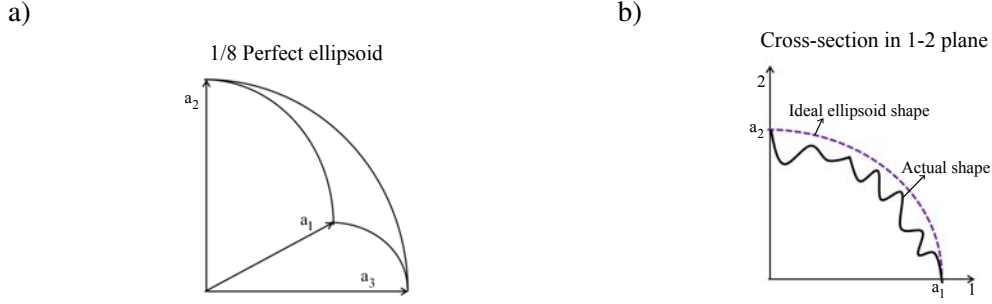 a)
1/8 Perfect ellipsoid
a2
a1
a3
b)
Cross-section in 1-2 plane
2
Ideal ellipsoid shape
a2
Actual shape
a1
1